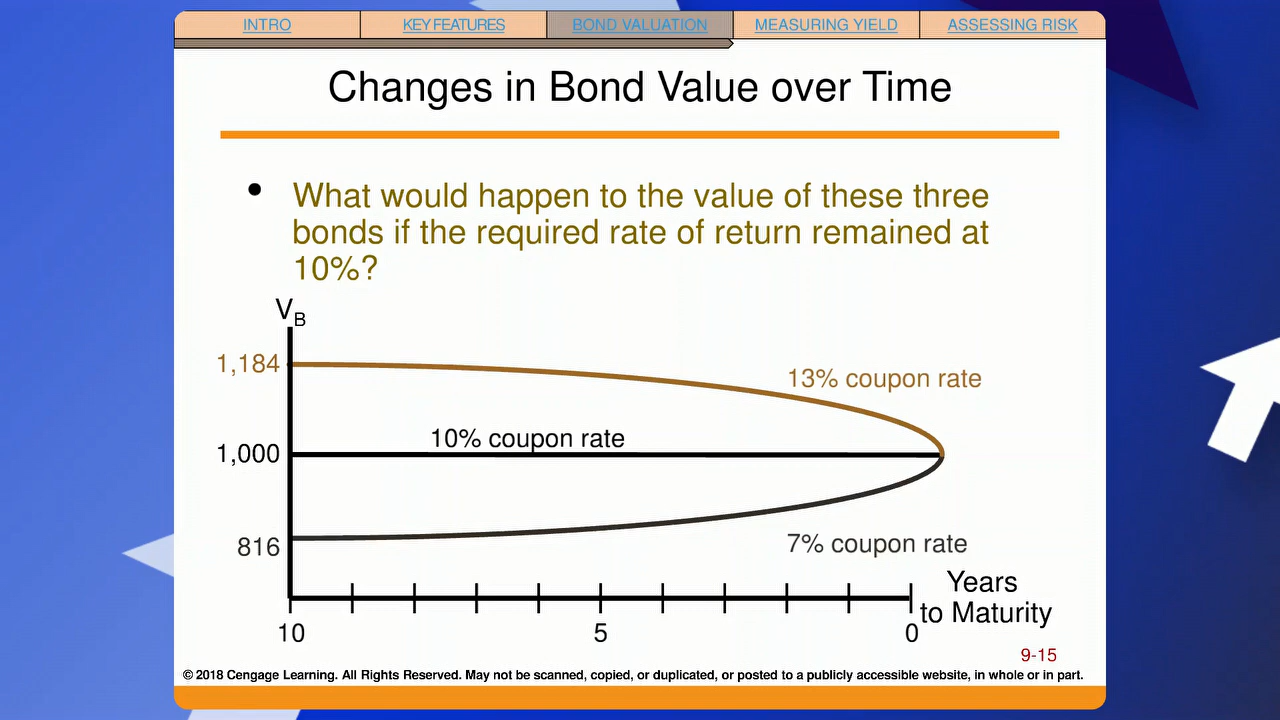 INTRO
KEY FEATURES
BOND VALUATION
MEASURING YIELD
ASSESSING RISK
Changes in Bond Value over Time
• What would happen to the value of these three
bonds if the required rate of return remained at
10%?
VB
1,184
13% coupon rate
10% coupon rate
1,000
816
7% coupon rate
Years
to Maturity
10
5
0
9-15
© 2018 Cengage Learning. All Rights Reserved. May not be scanned, copied, or duplicated, or posted to a publicly accessible website, in whole or in part.